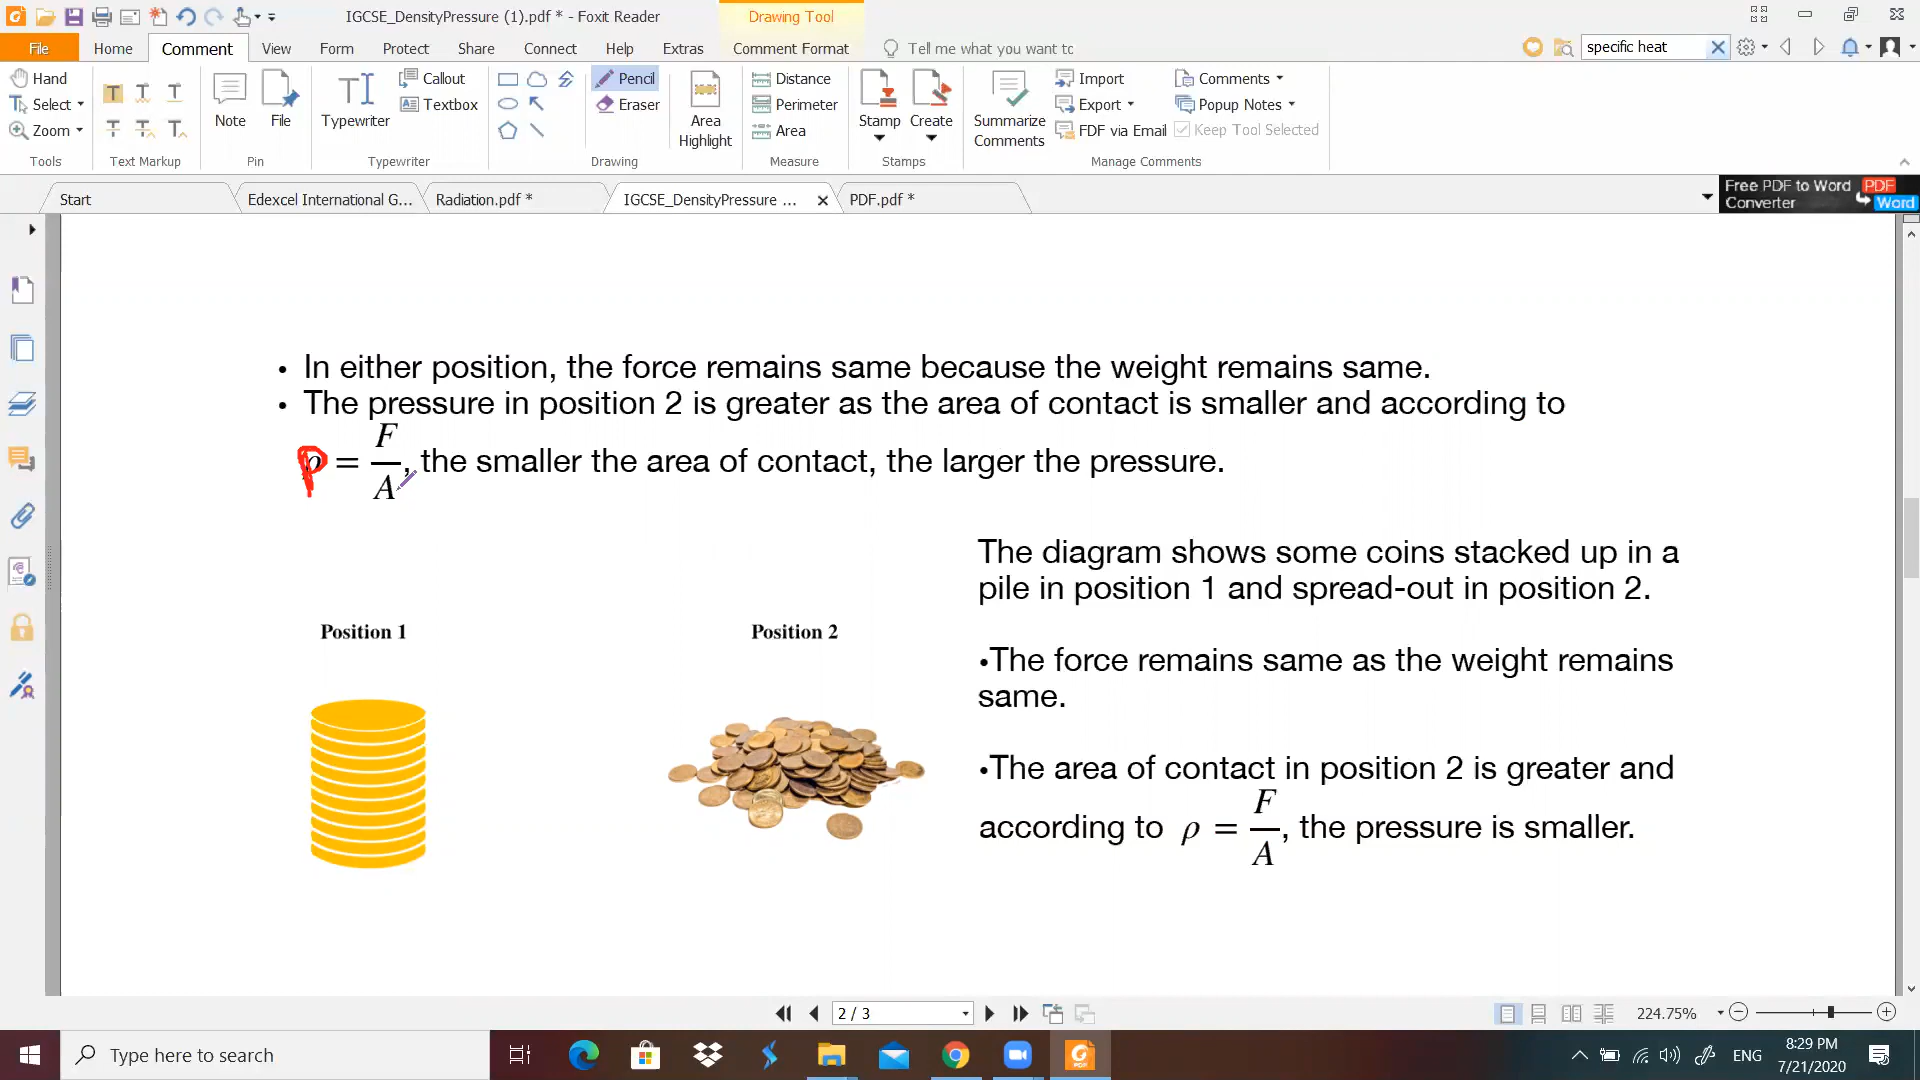 IGCSE_DensityPressure (1).pdf * - Foxit Reader
Drawing Tool
File
Home
Comment
View
Form
Protect
Share
Connect
Help
Extras
Comment Format
Tell me what you want tc
specific heat
Hand
Select
Zoom
Tools
Text Markup
Note
File
Pin
Typewriter
Callout
Textbox
Typewriter
Pencil
Eraser
Drawing
Area
Highlight
Distance
Perimeter
Area
Measure
Stamp
Create
Stamps
Summarize
Comments
Import
Export
FDF via Email
Comments
Popup Notes
Keep Tool Selected
Manage Comments
Start
Edexcel International G...
Radiation.pdf *
IGCSE_DensityPressure ...
PDF.pdf *
Free PDF to Word
Converter
PDF
Word
• In either position, the force remains same because the weight remains same.
• The pressure in position 2 is greater as the area of contact is smaller and according to
P = F/A, the smaller the area of contact, the larger the pressure.
The diagram shows some coins stacked up in a
pile in position 1 and spread-out in position 2.
Position 1
Position 2
•The force remains same as the weight remains
same.
•The area of contact in position 2 is greater and
according to ρ = F/A, the pressure is smaller.
2 / 3
224.75%
Type here to search
ENG
8:29 PM
7/21/2020